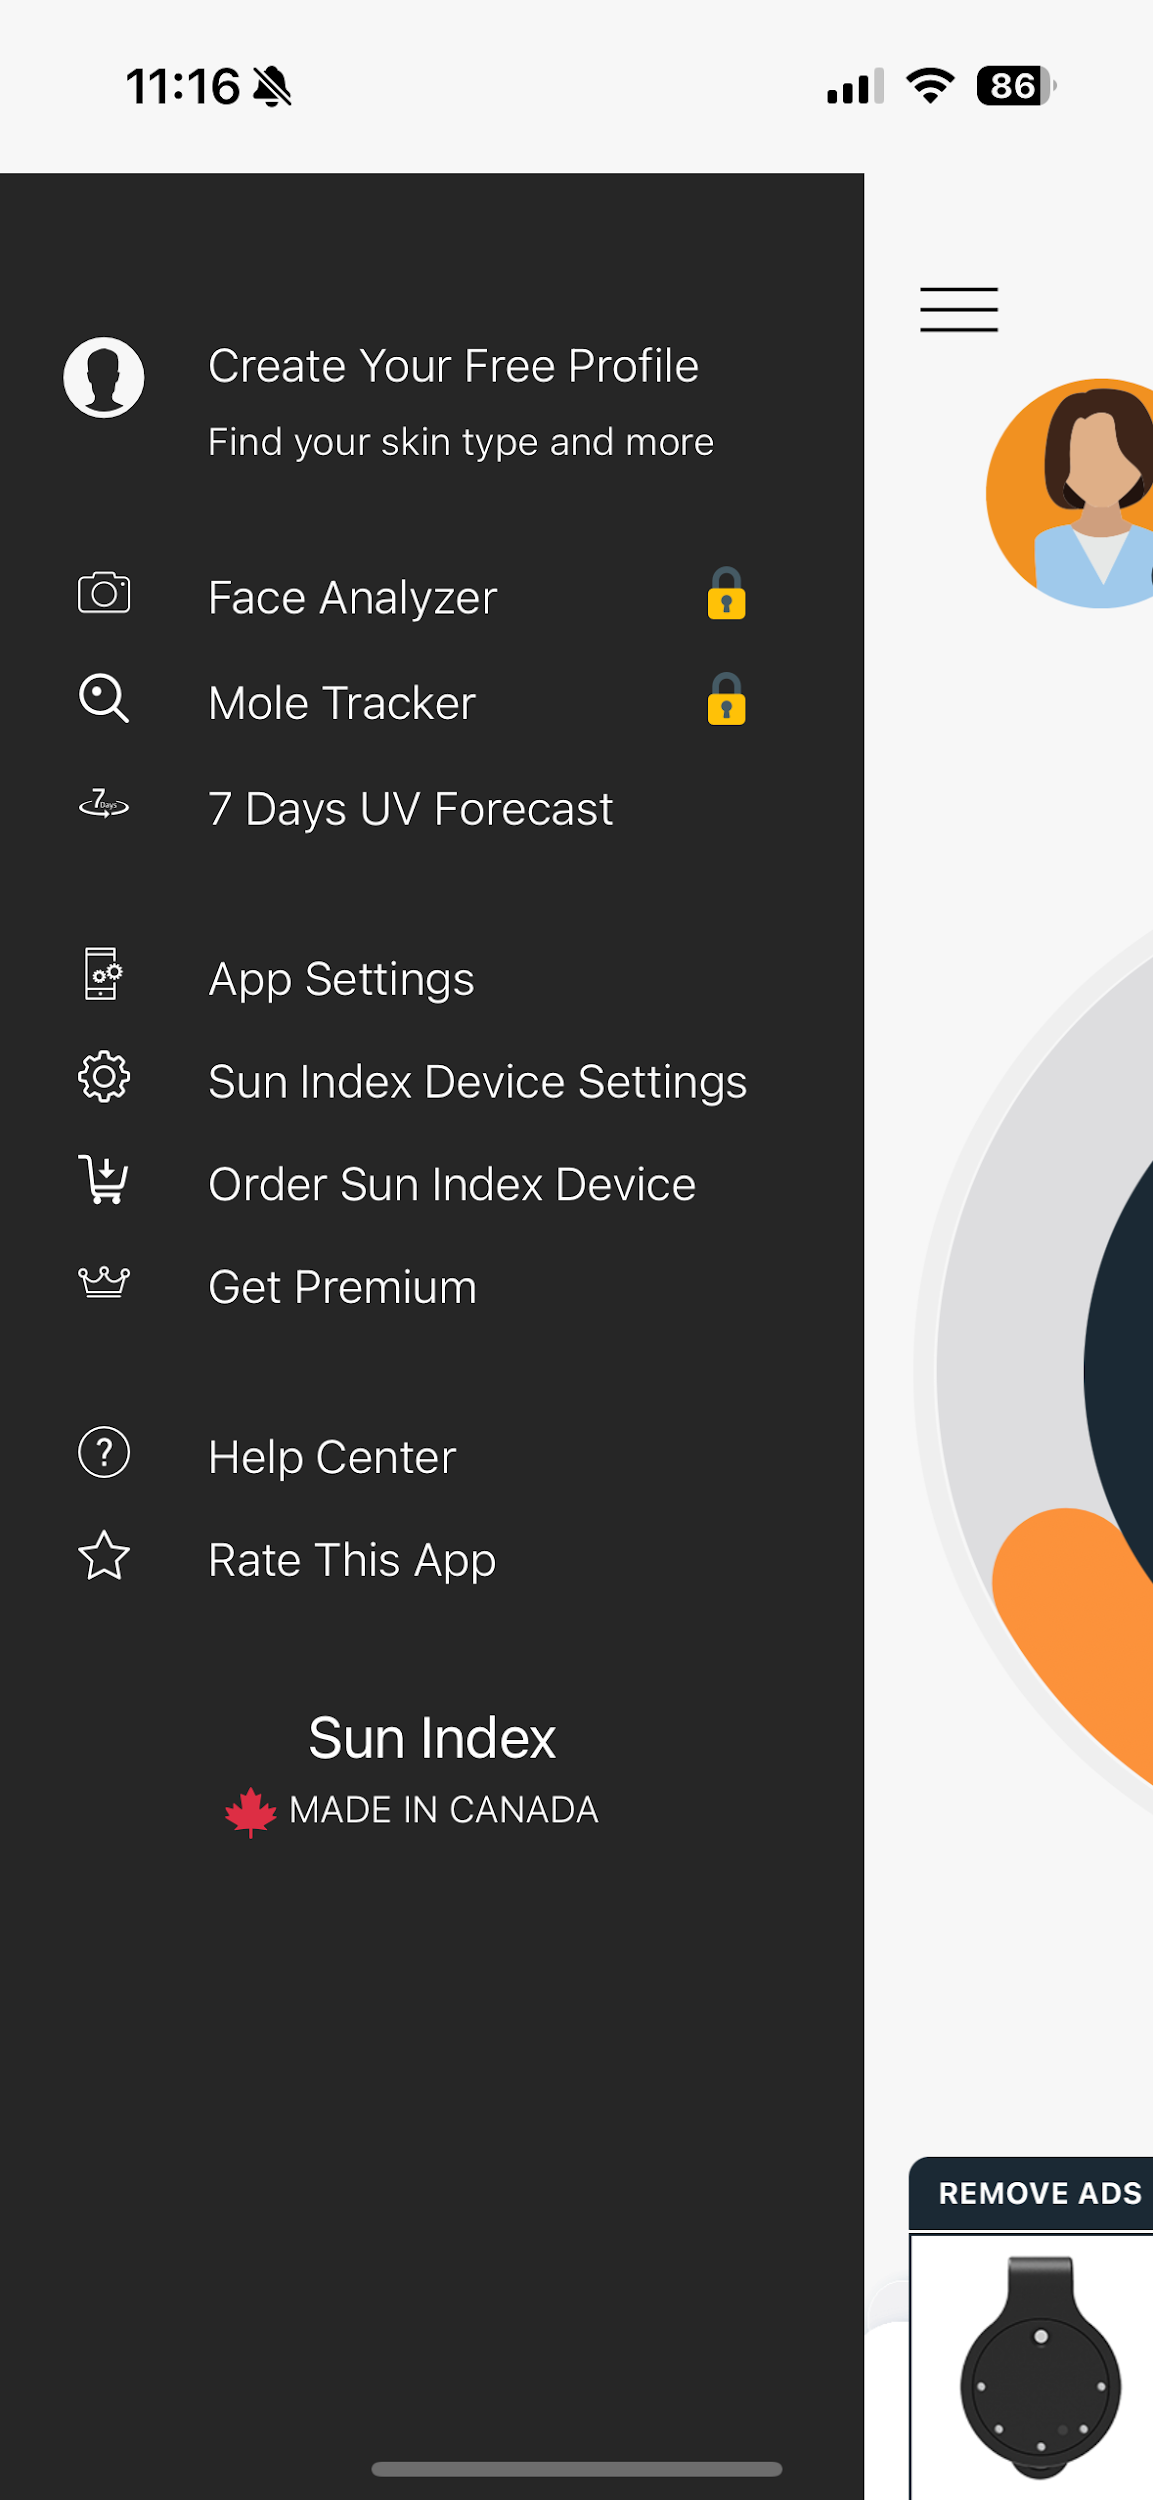 11:16
86
Create Your Free Profile
Find your skin type and more
Face Analyzer
Mole Tracker
7 Days
7 Days UV Forecast
App Settings
Sun Index Device Settings
Order Sun Index Device
Get Premium
?
Help Center
Rate This App
Sun Index
MADE IN CANADA
REMOVE ADS